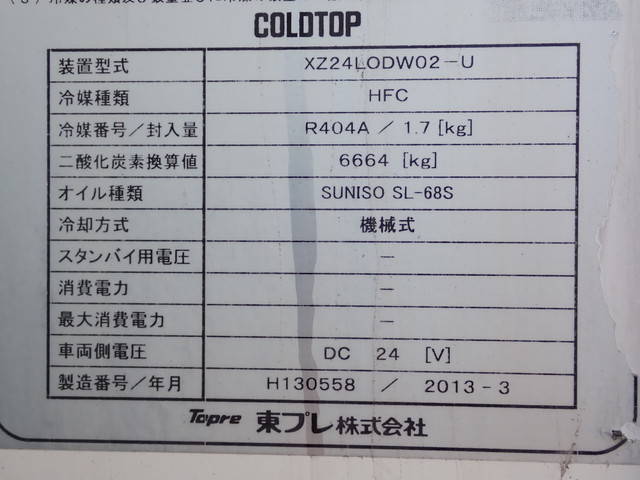 COLDTOP
装置型式 XZ24LODW02-U
冷媒種類 HFC
冷媒番号/封入量 R404A / 1.7 [kg]
二酸化炭素換算値 6664 [kg]
オイル種類 SUNISO SL-68S
冷却方式 機械式
スタンバイ用電圧 —
消費電力 —
最大消費電力 —
車両側電圧 DC 24 [V]
製造番号/年月 H130558 / 2013-3
Topre 東プレ株式会社